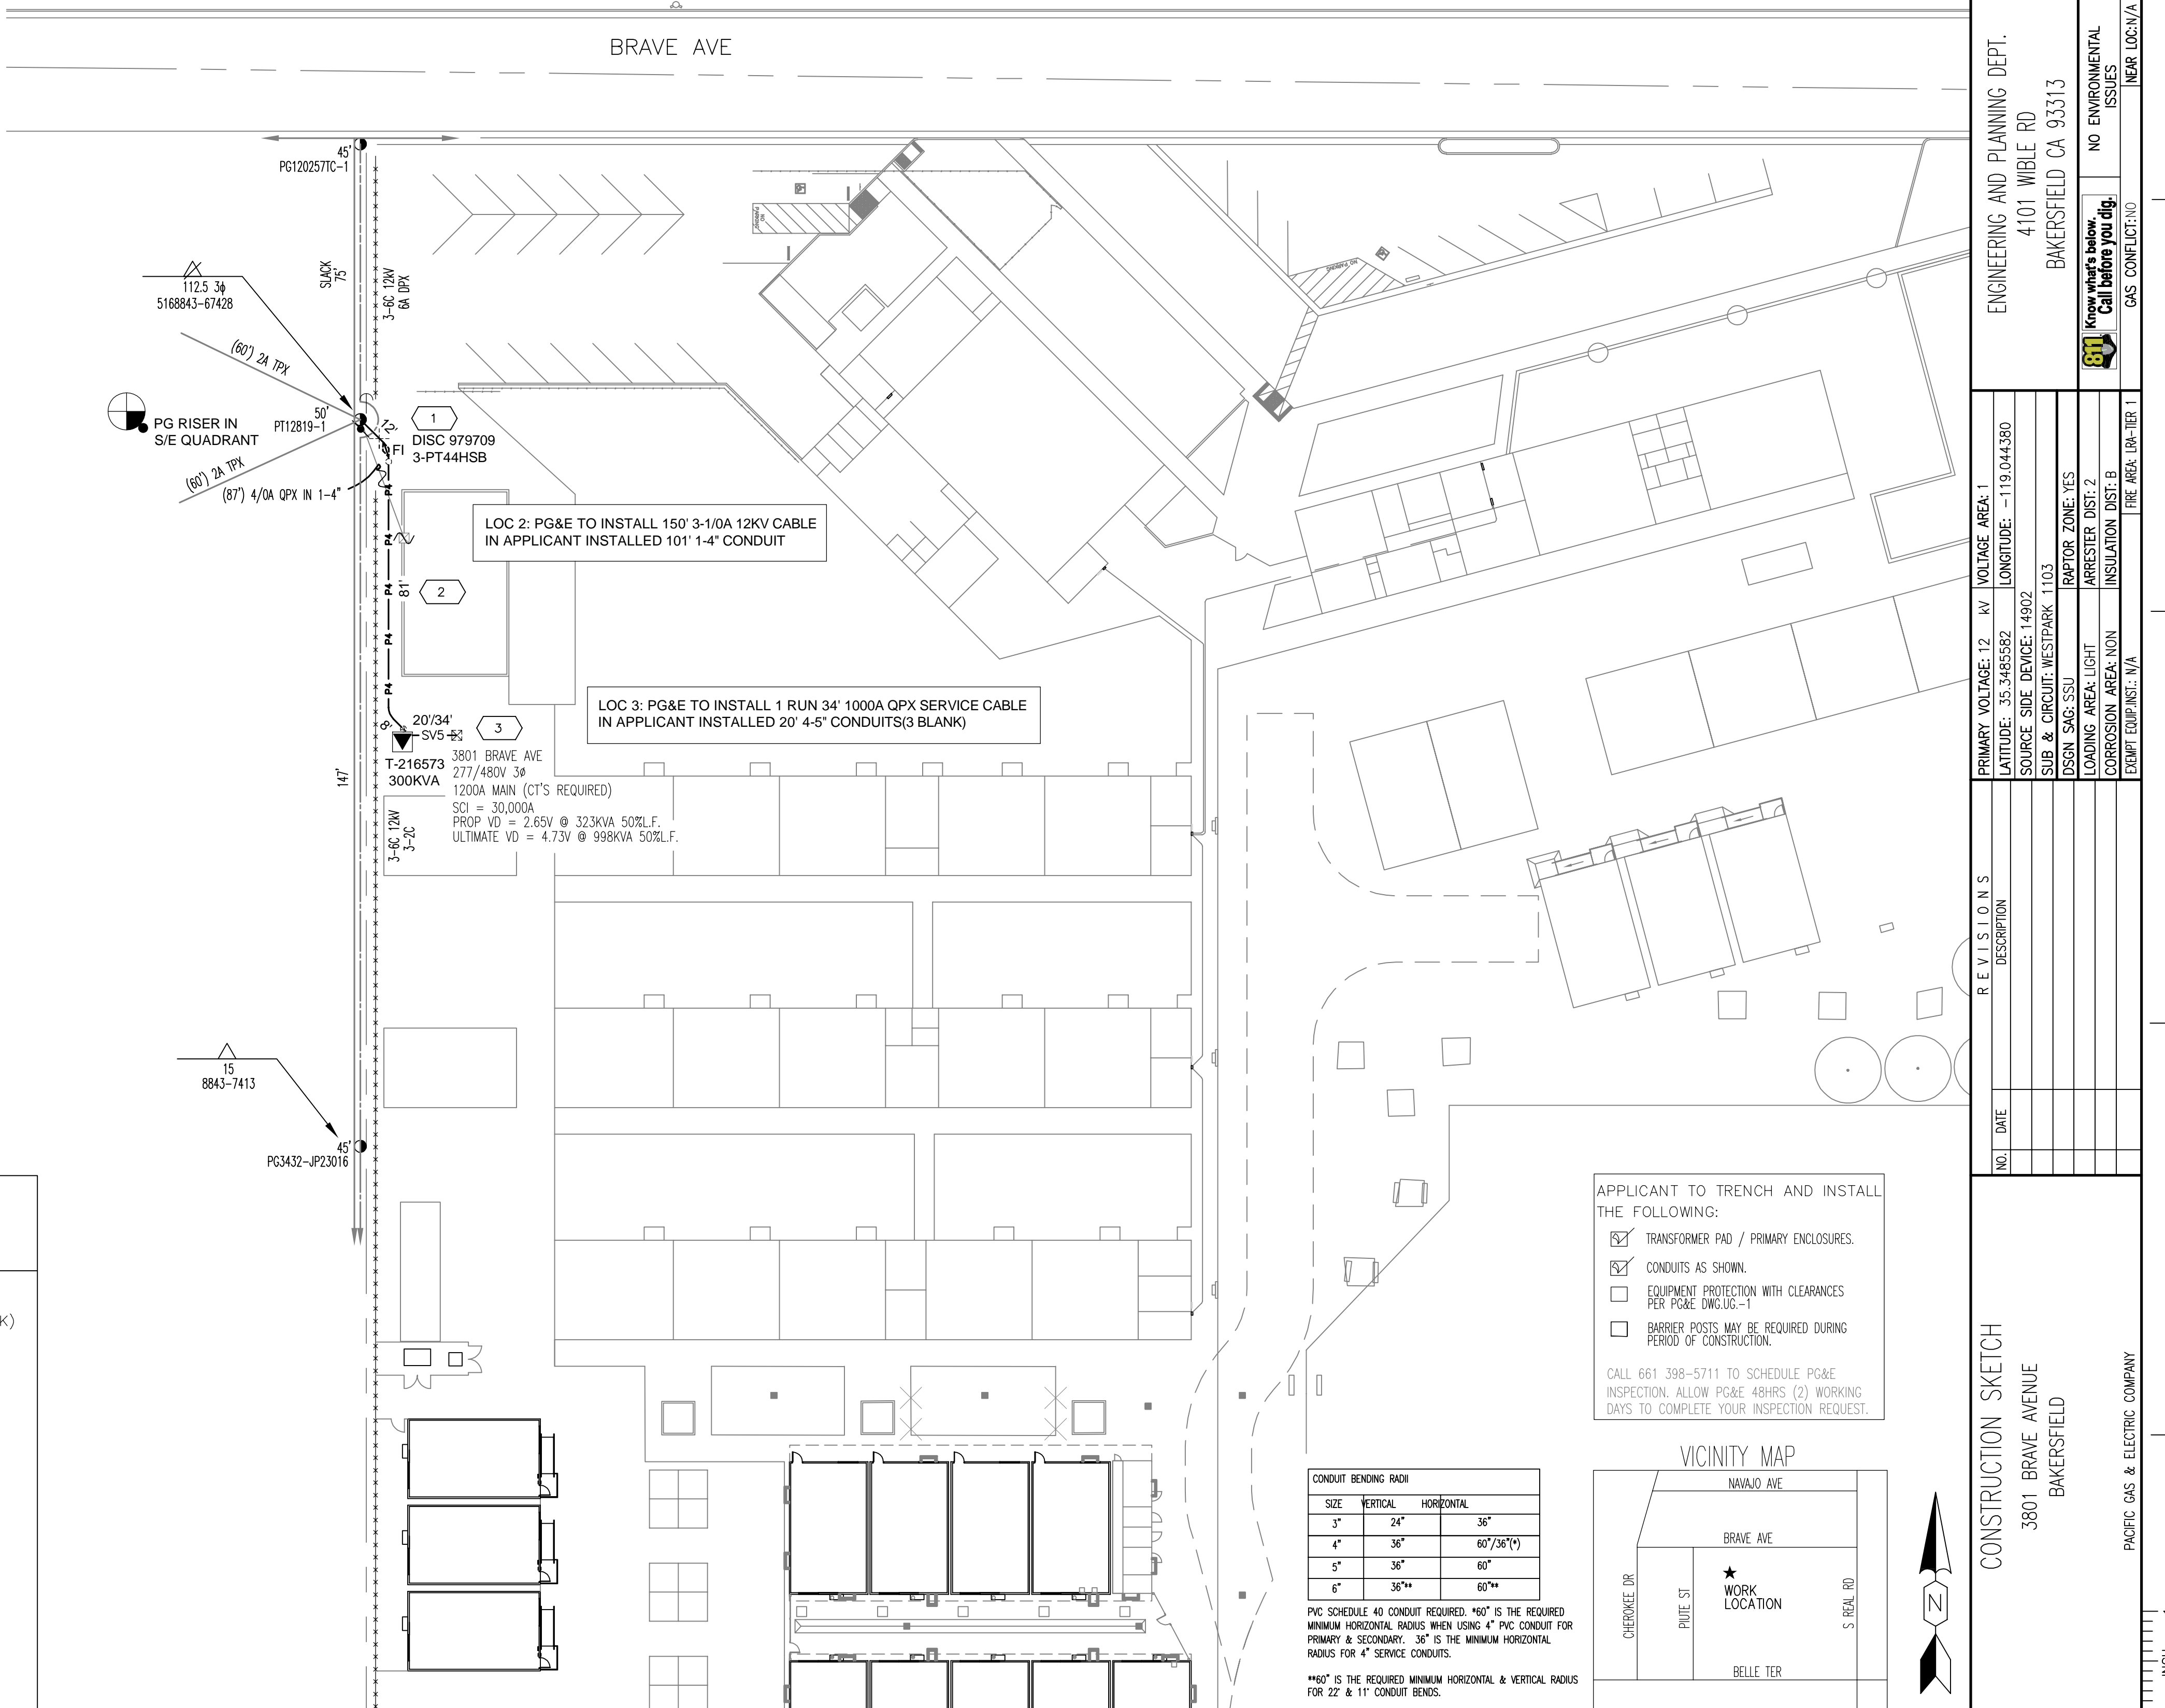 BRAVE AVE
45'
PG120257TC-1
SLACK
75'
3-6C 12kV
6A DPX
112.5 3ϕ
5168843-67428
(60') 2A TPX
PG RISER IN
S/E QUADRANT
50'
PT12819-1
12'
1
FI
DISC 979709
3-PT44HSB
(60') 2A TPX
(87') 4/0A QPX IN 1-4"
P4
P4
P4
P4
P4
81'
LOC 2: PG&E TO INSTALL 150' 3-1/0A 12KV CABLE
IN APPLICANT INSTALLED 101' 1-4" CONDUIT
2
LOC 3: PG&E TO INSTALL 1 RUN 34' 1000A QPX SERVICE CABLE
IN APPLICANT INSTALLED 20' 4-5" CONDUITS(3 BLANK)
8'
20'/34'
SV5
3
T-216573
300KVA
3801 BRAVE AVE
277/480V 3ø
1200A MAIN (CT'S REQUIRED)
SCI = 30,000A
PROP VD = 2.65V @ 323KVA 50%L.F.
ULTIMATE VD = 4.73V @ 998KVA 50%L.F.
147'
3-6C 12kV
3-2C
15
8843-7413
45'
PG3432-JP23016
K)
NO
PARKING
NO PARKING
APPLICANT TO TRENCH AND INSTALL
THE FOLLOWING:
TRANSFORMER PAD / PRIMARY ENCLOSURES.
CONDUITS AS SHOWN.
EQUIPMENT PROTECTION WITH CLEARANCES
PER PG&E DWG.UG.-1
BARRIER POSTS MAY BE REQUIRED DURING
PERIOD OF CONSTRUCTION.
CALL 661 398-5711 TO SCHEDULE PG&E
INSPECTION. ALLOW PG&E 48HRS (2) WORKING
DAYS TO COMPLETE YOUR INSPECTION REQUEST.
CONDUIT BENDING RADII
SIZE VERTICAL HORIZONTAL
3" 24" 36"
4" 36" 60"/36"(*)
5" 36" 60"
6" 36"** 60"**
PVC SCHEDULE 40 CONDUIT REQUIRED. *60" IS THE REQUIRED
MINIMUM HORIZONTAL RADIUS WHEN USING 4" PVC CONDUIT FOR
PRIMARY & SECONDARY. 36" IS THE MINIMUM HORIZONTAL
RADIUS FOR 4" SERVICE CONDUITS.
**60" IS THE REQUIRED MINIMUM HORIZONTAL & VERTICAL RADIUS
FOR 22° & 11° CONDUIT BENDS.
VICINITY MAP
NAVAJO AVE
BRAVE AVE
CHEROKEE DR
PIUTE ST
WORK
LOCATION
S REAL RD
BELLE TER
N
CONSTRUCTION SKETCH
3801 BRAVE AVENUE
BAKERSFIELD
PACIFIC GAS & ELECTRIC COMPANY
REVISIONS
NO. DATE DESCRIPTION
PRIMARY VOLTAGE: 12 kV VOLTAGE AREA: 1
LATITUDE: 35.3485582 LONGITUDE: -119.044380
SOURCE SIDE DEVICE: 14902
SUB & CIRCUIT: WESTPARK 1103
DSGN SAG: SSU RAPTOR ZONE: YES
LOADING AREA: LIGHT ARRESTER DIST: 2
CORROSION AREA: NON INSULATION DIST: B
EXEMPT EQUIP.INST.: N/A FIRE AREA: LRA-TIER 1
ENGINEERING AND PLANNING DEPT.
4101 WIBLE RD
BAKERSFIELD CA 93313
811
Know what's below.
Call before you dig.
NO ENVIRONMENTAL
ISSUES
GAS CONFLICT:NO NEAR LOC:N/A
INCH
1